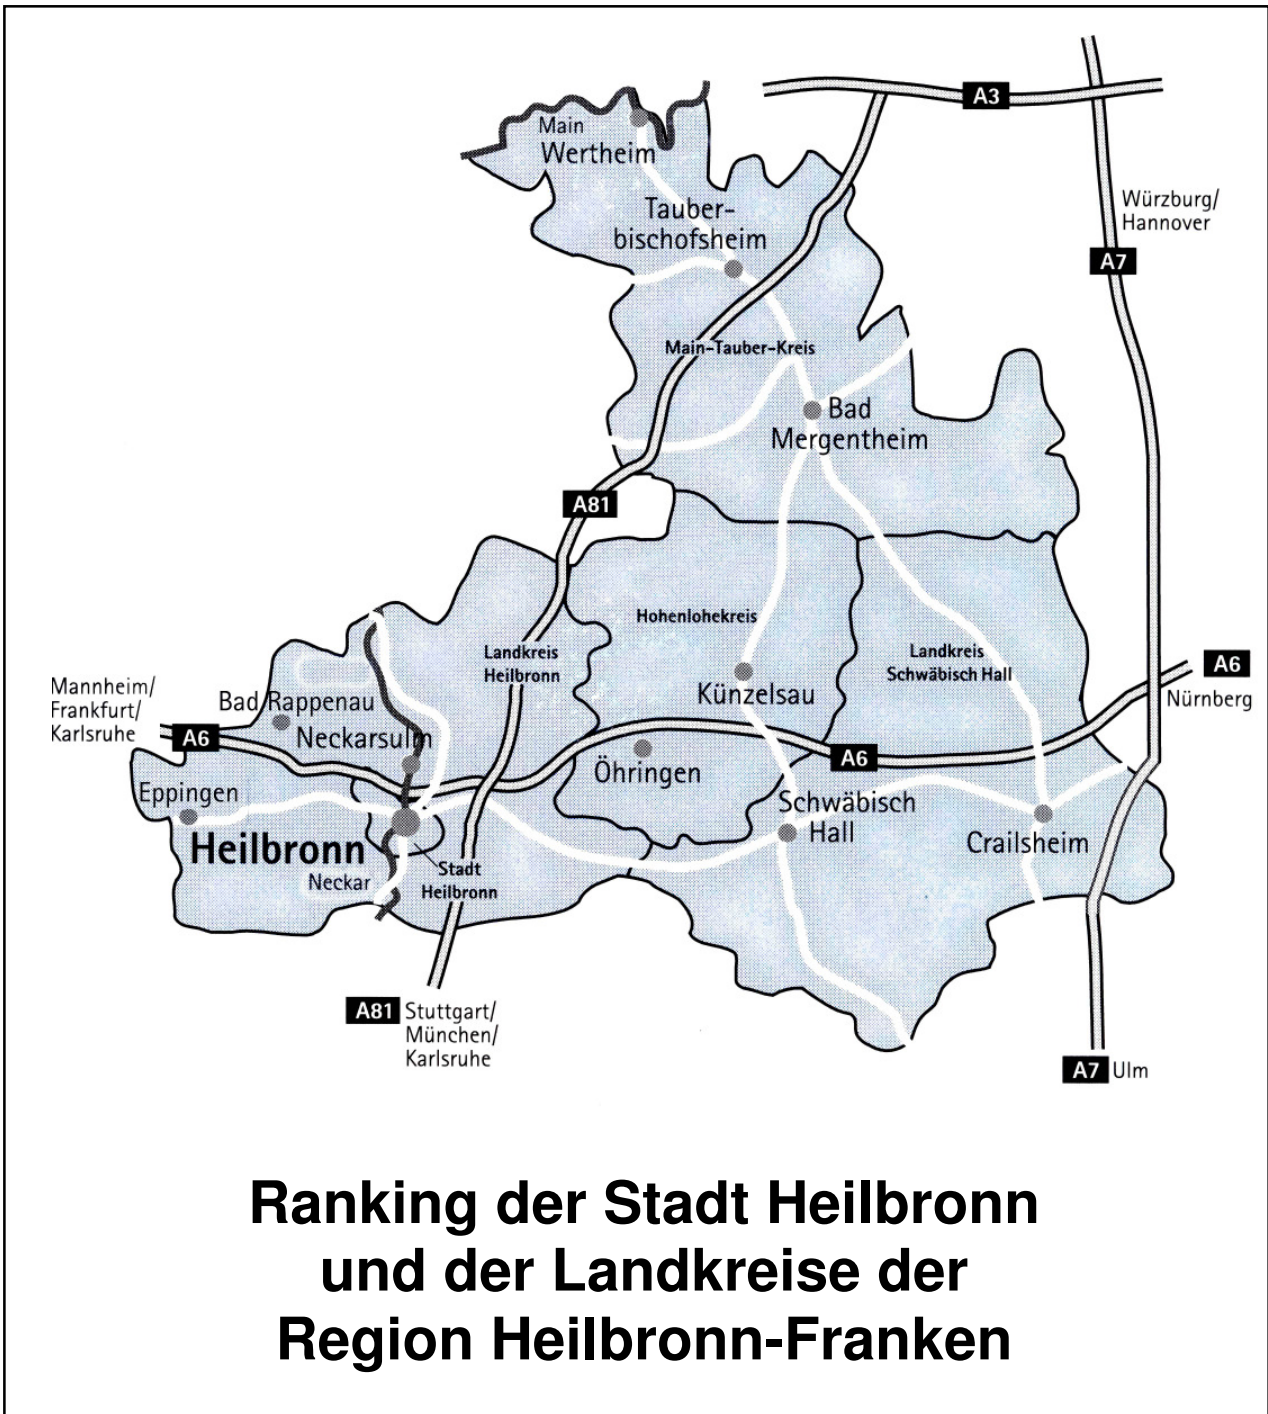 A3
Main
Wertheim
Würzburg/
Hannover
Tauber-
bischofsheim
A7
Main-Tauber-Kreis
Bad
Mergentheim
A81
Hohenlohekreis
Landkreis
Heilbronn
Landkreis
Schwäbisch Hall
A6
Nürnberg
Mannheim/
Frankfurt/
Karlsruhe
Bad Rappenau
Künzelsau
A6
Neckarsulm
A6
Öhringen
Eppingen
Schwäbisch
Hall
Crailsheim
Heilbronn
Neckar
Stadt
Heilbronn
A81 Stuttgart/
München/
Karlsruhe
A7 Ulm
Ranking der Stadt Heilbronn
und der Landkreise der
Region Heilbronn-Franken